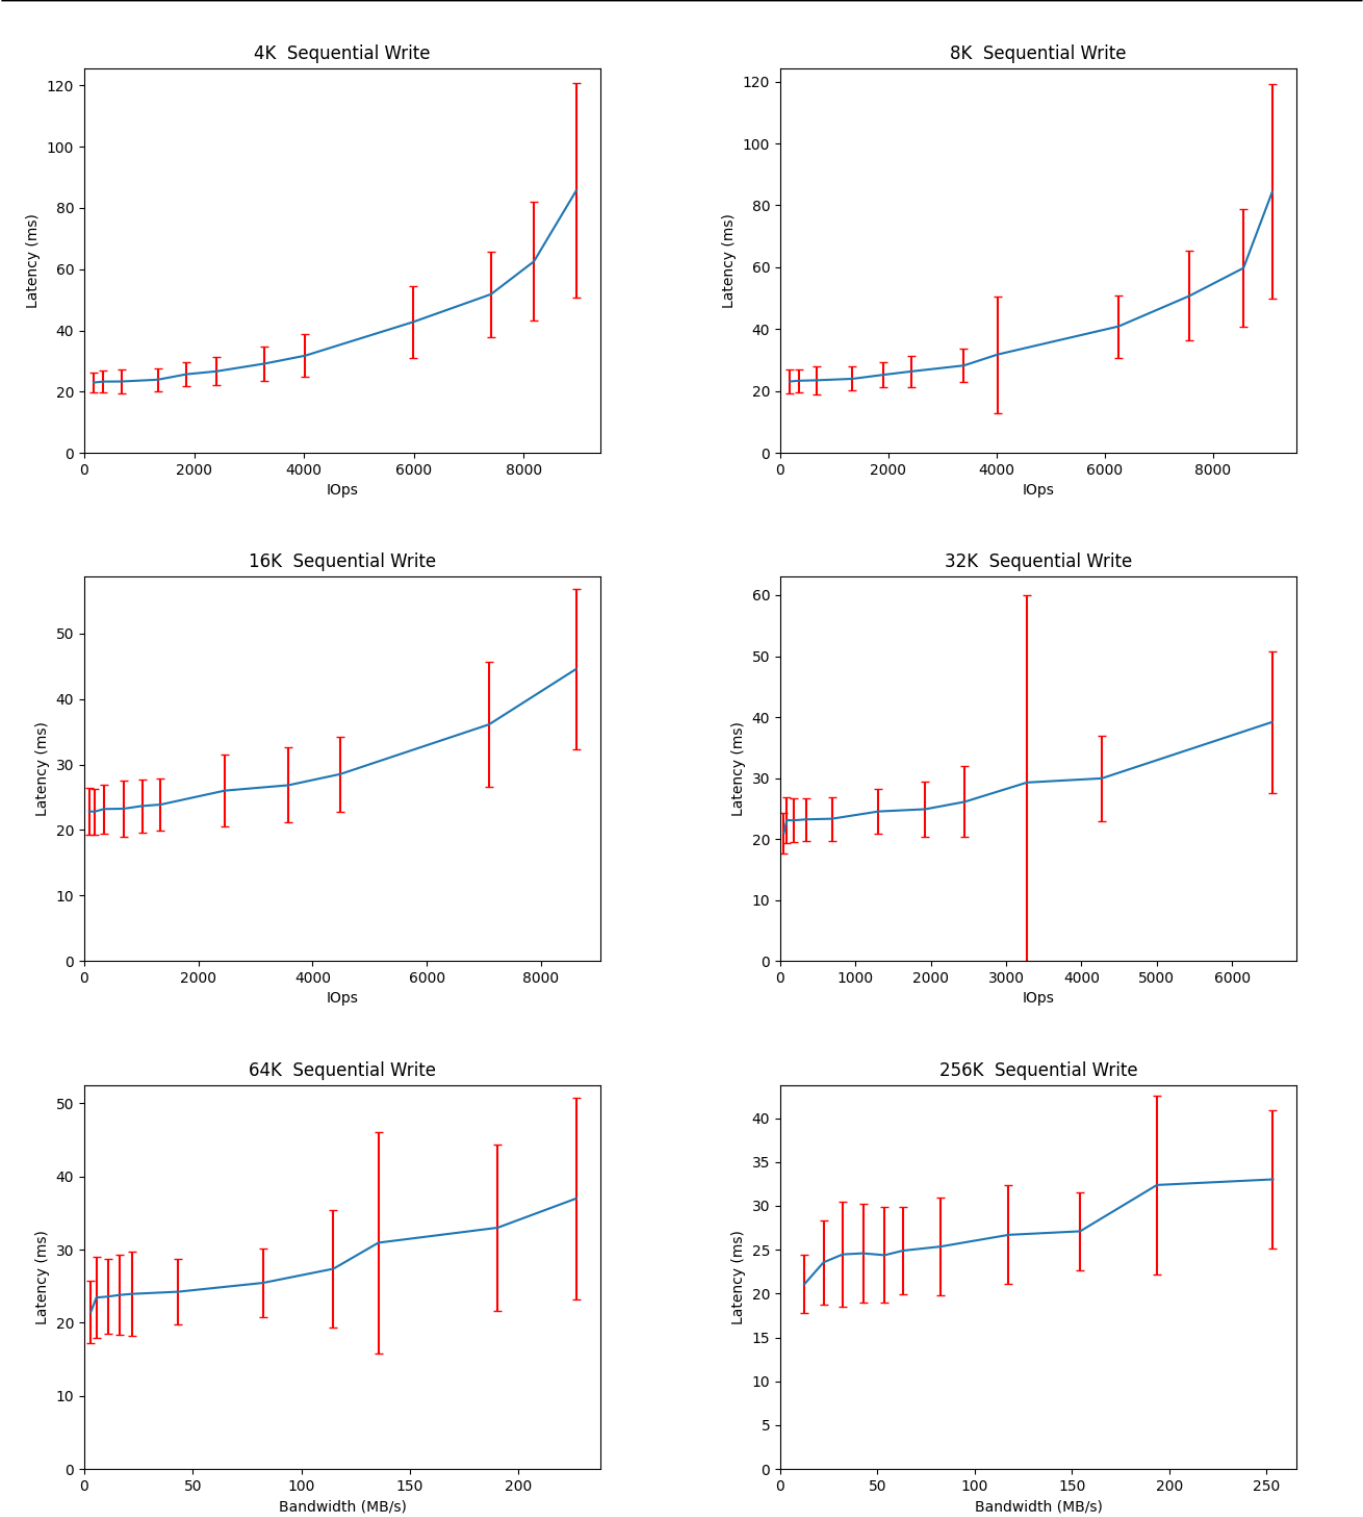 4K  Sequential Write
120
100
80
60
40
20
0
Latency (ms)
0 2000 4000 6000 8000
IOps
8K  Sequential Write
120
100
80
60
40
20
0
Latency (ms)
0 2000 4000 6000 8000
IOps
16K  Sequential Write
50
40
30
20
10
0
Latency (ms)
0 2000 4000 6000 8000
IOps
32K  Sequential Write
60
50
40
30
20
10
0
Latency (ms)
0 1000 2000 3000 4000 5000 6000
IOps
64K  Sequential Write
50
40
30
20
10
0
Latency (ms)
0 50 100 150 200
Bandwidth (MB/s)
256K  Sequential Write
40
35
30
25
20
15
10
5
0
Latency (ms)
0 50 100 150 200 250
Bandwidth (MB/s)